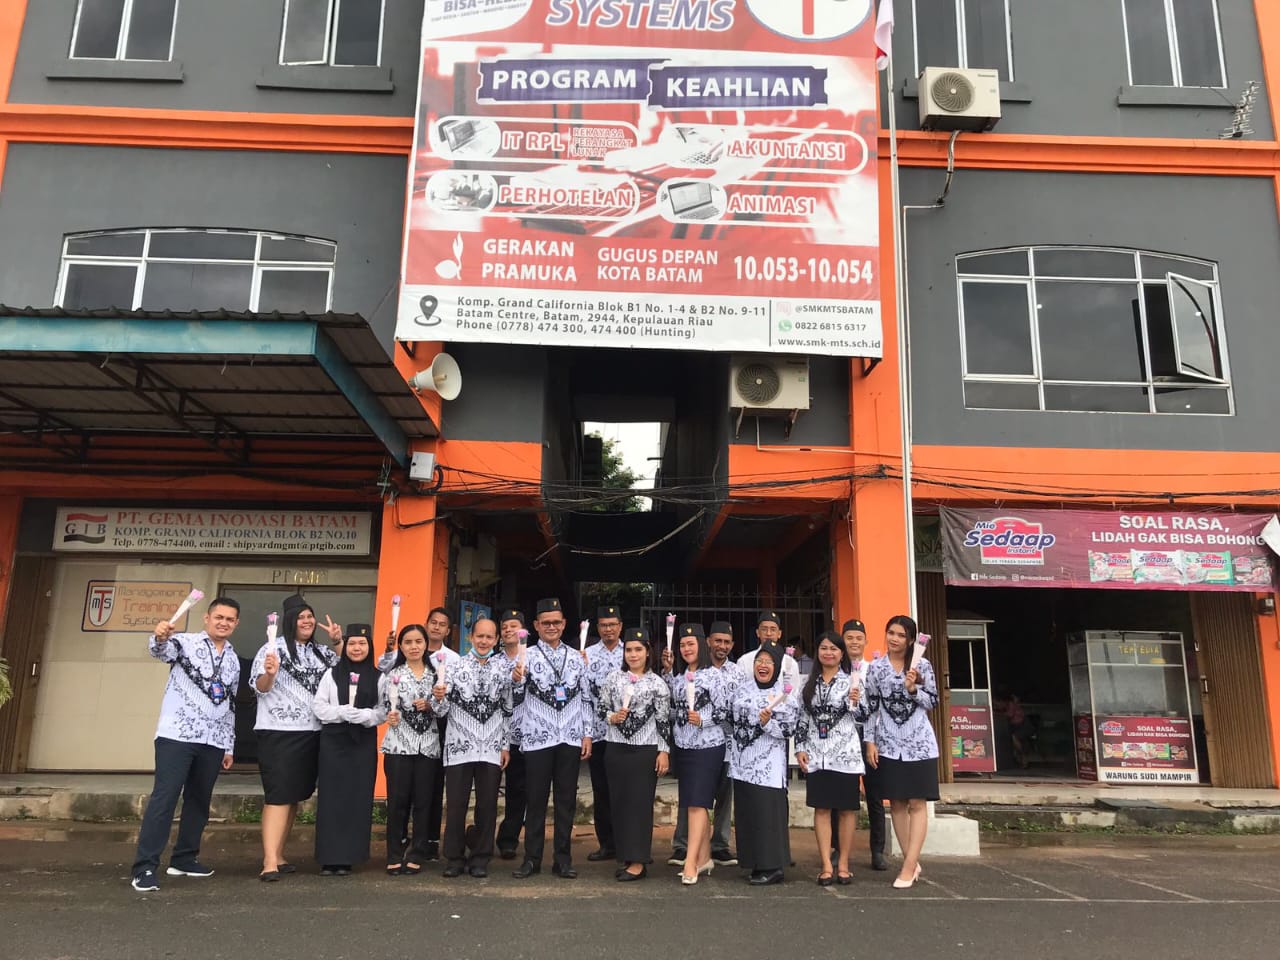 BISA-HEBAT
SYSTEMS
PROGRAM KEAHLIAN
IT RPL
REKAYASA
PERANGKAT
LUNAK
AKUNTANSI
PERHOTELAN
ANIMASI
GERAKAN
PRAMUKA
GUGUS DEPAN
KOTA BATAM
10.053-10.054
Komp. Grand California Blok B1 No. 1-4 & B2 No. 9-11
Batam Centre, Batam, 2944, Kepulauan Riau
Phone (0778) 474 300, 474 400 (Hunting)
@SMKMTSBATAM
0822 6815 6317
www.smk-mts.sch.id
GIB
PT. GEMA INOVASI BATAM
KOMP. GRAND CALIFORNIA BLOK B2 NO.10
Telp. 0778-474400, email : shipyardmgmt@ptgib.com
MTS
Management
Training
Systems
Mie
Sedaap
instant
SOAL RASA,
LIDAH GAK BISA BOHONG
Mie Sedaap
SOAL RASA,
LIDAH GAK BISA BOHONG
WARUNG SUDI MAMPIR